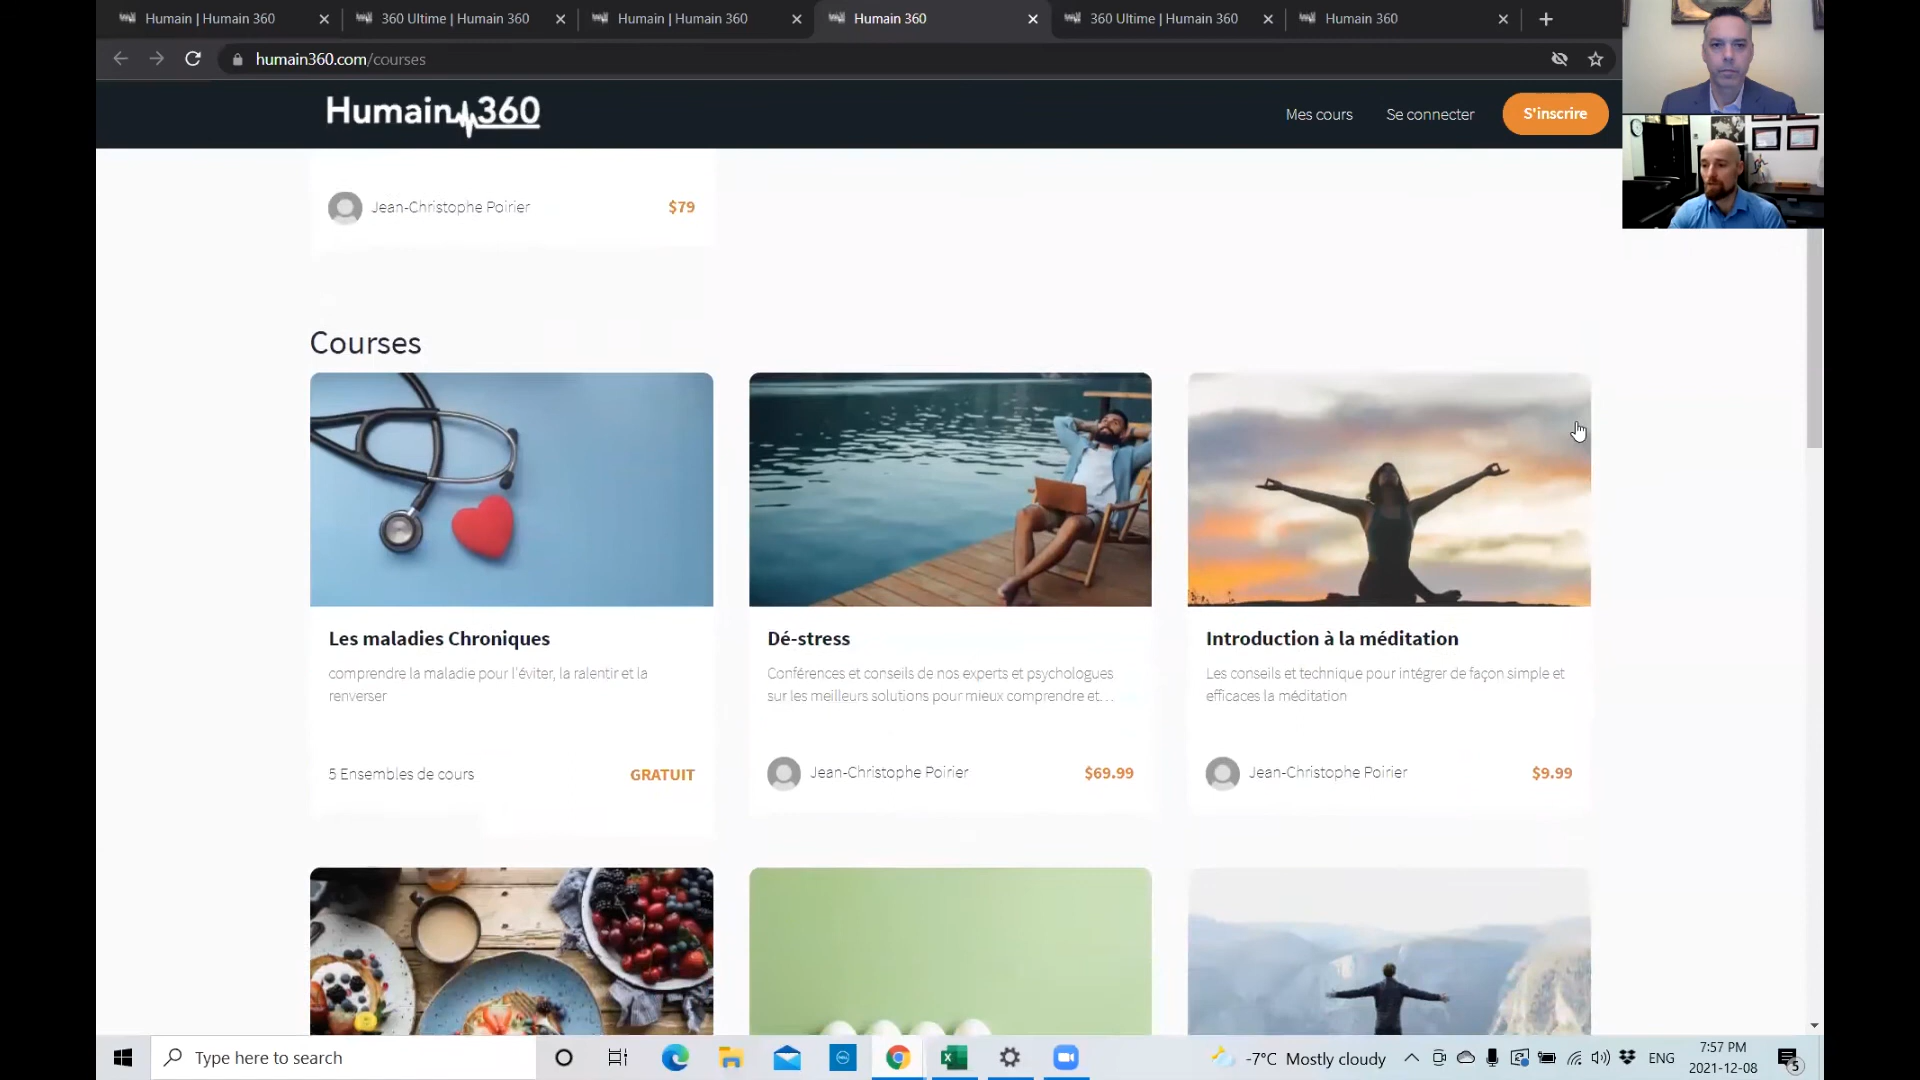 Humain | Humain 360
360 Ultime | Humain 360
Humain | Humain 360
Humain 360
360 Ultime | Humain 360
Humain 360
humain360.com/courses
Humain 360
Mes cours
Se connecter
S'inscrire
Jean-Christophe Poirier
$79
Courses
Les maladies Chroniques
comprendre la maladie pour l'éviter, la ralentir et la
renverser
5 Ensembles de cours
GRATUIT
Dé-stress
Conférences et conseils de nos experts et psychologues
sur les meilleurs solutions pour mieux comprendre et...
Jean-Christophe Poirier
$69.99
Introduction à la méditation
Les conseils et technique pour intégrer de façon simple et
efficaces la méditation
Jean-Christophe Poirier
$9.99
Type here to search
-7°C Mostly cloudy
ENG
7:57 PM
2021-12-08
5